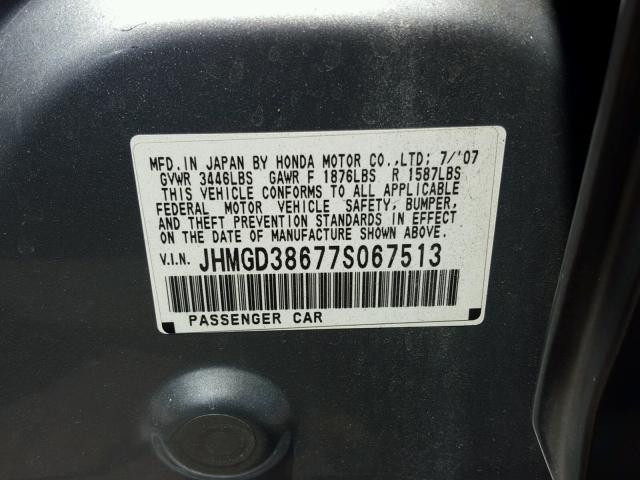 MFD.IN JAPAN BY HONDA MOTOR CO.,LTD; 7/'07
GVWR 3446LBS GAWR F 1876LBS R 1587LBS
THIS VEHICLE CONFORMS TO ALL APPLICABLE
FEDERAL MOTOR VEHICLE SAFETY, BUMPER,
AND THEFT PREVENTION STANDARDS IN EFFECT
ON THE DATE OF MANUFACTURE SHOWN ABOVE.
V.I.N. JHMGD38677S067513
PASSENGER CAR